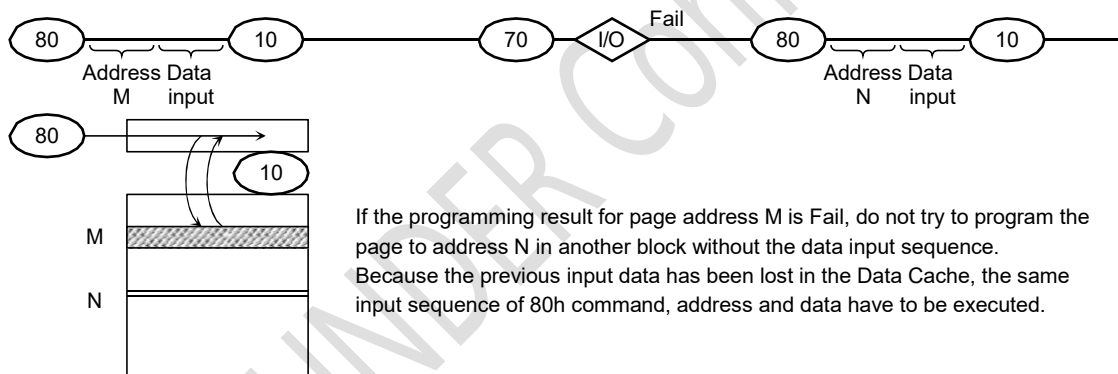 Fail
80 10 70 I/O 80 10
Address Data Address Data
M input N input
80
10
If the programming result for page address M is Fail, do not try to program the
M
page to address N in another block without the data input sequence.
Because the previous input data has been lost in the Data Cache, the same
N
input sequence of 80h command, address and data have to be executed.
UNDER